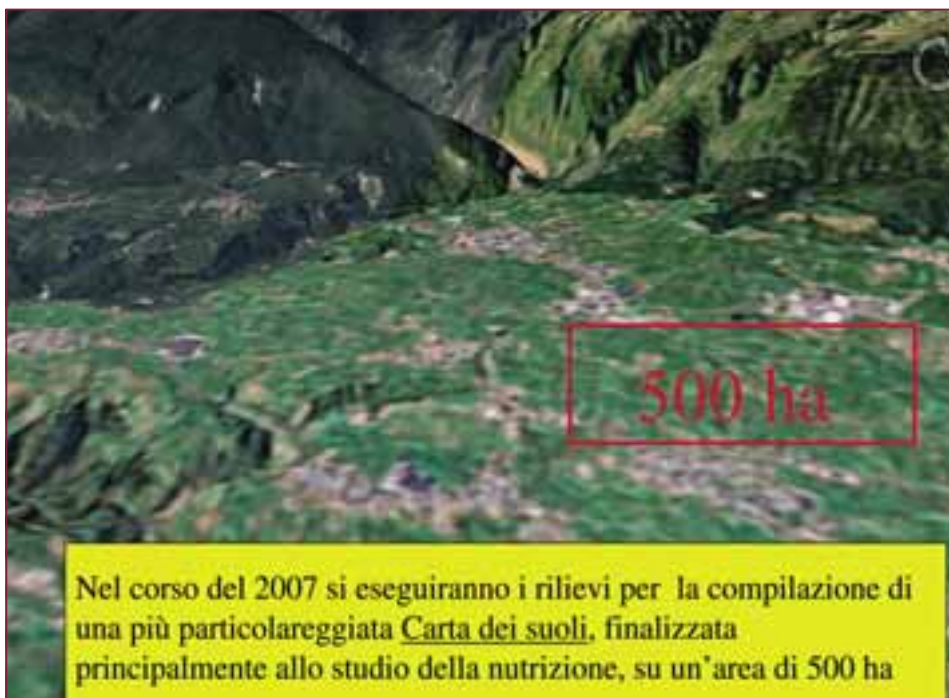 500 ha
Nel corso del 2007 si eseguiranno i rilievi per la compilazione di
una più particolareggiata Carta dei suoli, finalizzata
principalmente allo studio della nutrizione, su un'area di 500 ha